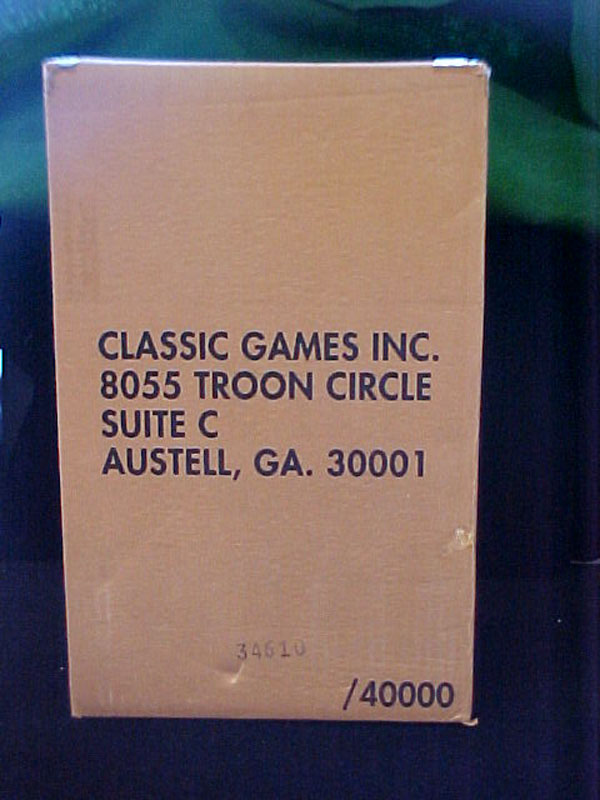 CLASSIC GAMES INC.
8055 TROON CIRCLE
SUITE C
AUSTELL, GA. 30001
34610
/40000